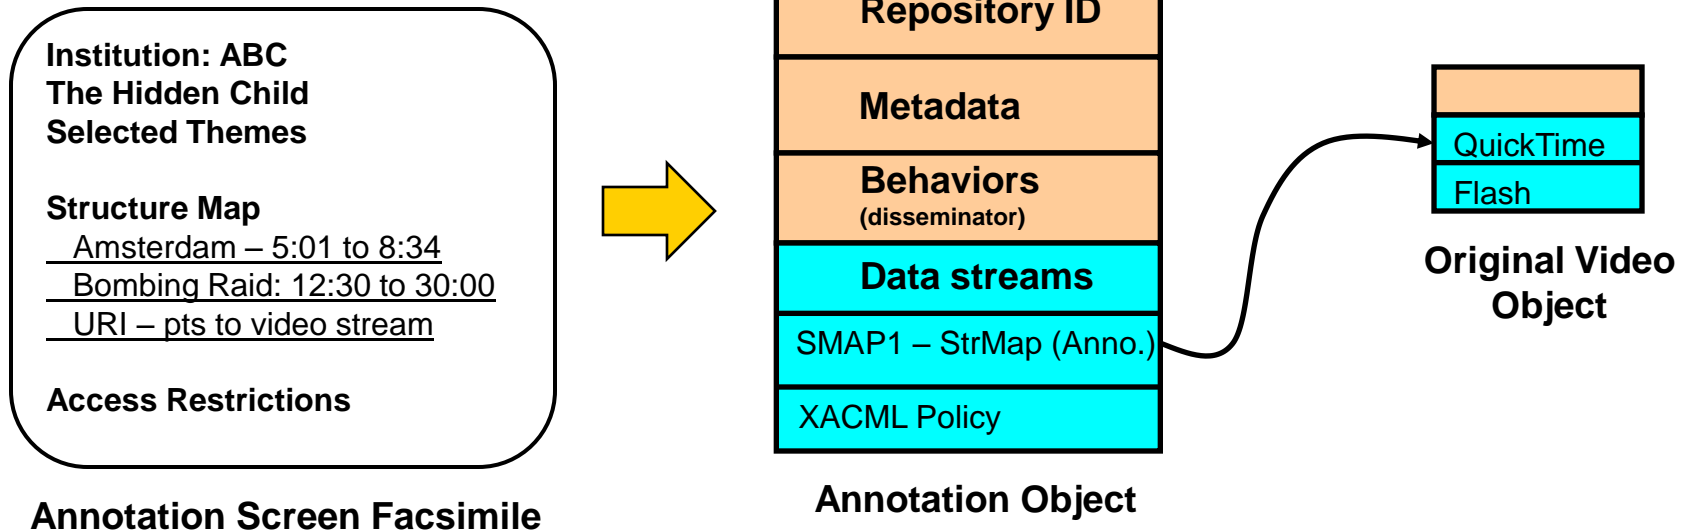 Institution: ABC
The Hidden Child
Selected Themes
Structure Map
Amsterdam – 5:01 to 8:34
Bombing Raid: 12:30 to 30:00
URI – pts to video stream
Access Restrictions
Annotation Screen Facsimile
Repository ID
Metadata
Behaviors
(disseminator)
Data streams
SMAP1 – StrMap (Anno.)
XACML Policy
Annotation Object
QuickTime
Flash
Original Video
Object